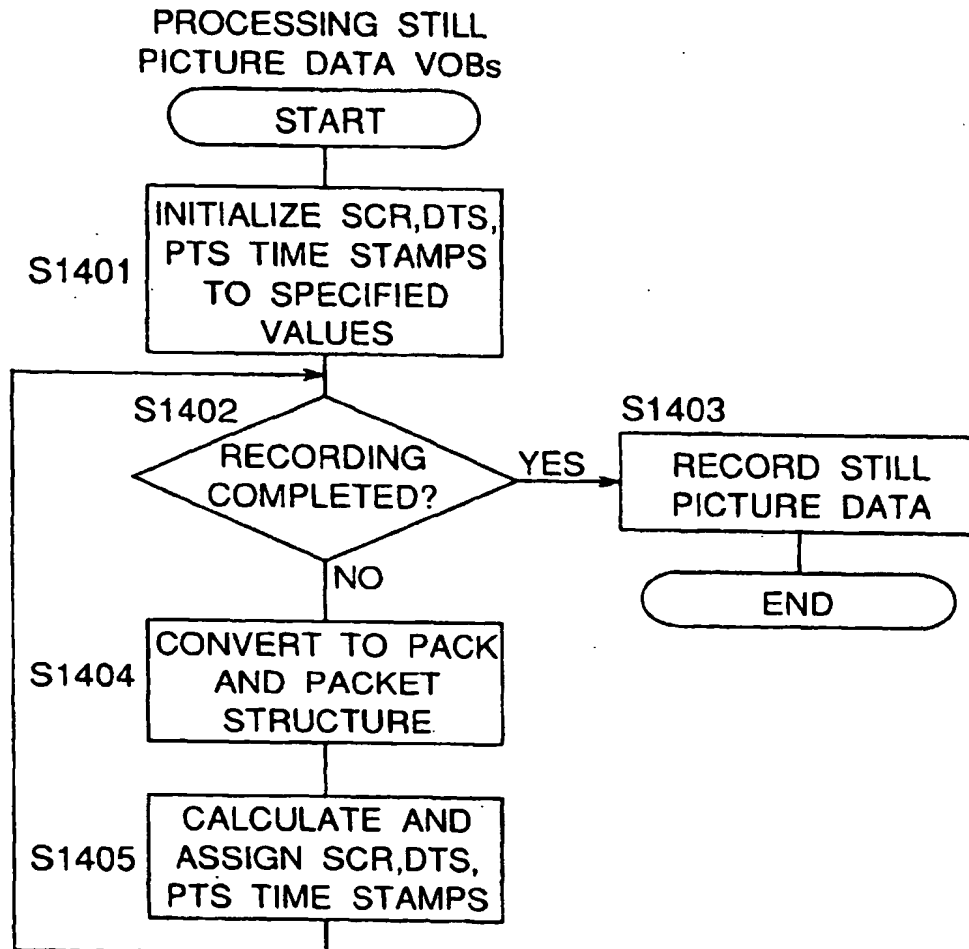 PROCESSING STILL
PICTURE DATA VOBs
START
S1401
INITIALIZE SCR,DTS,
PTS TIME STAMPS
TO SPECIFIED
VALUES
S1402
RECORDING
COMPLETED?
YES
S1403
RECORD STILL
PICTURE DATA
END
NO
S1404
CONVERT TO PACK
AND PACKET
STRUCTURE
S1405
CALCULATE AND
ASSIGN SCR,DTS,
PTS TIME STAMPS